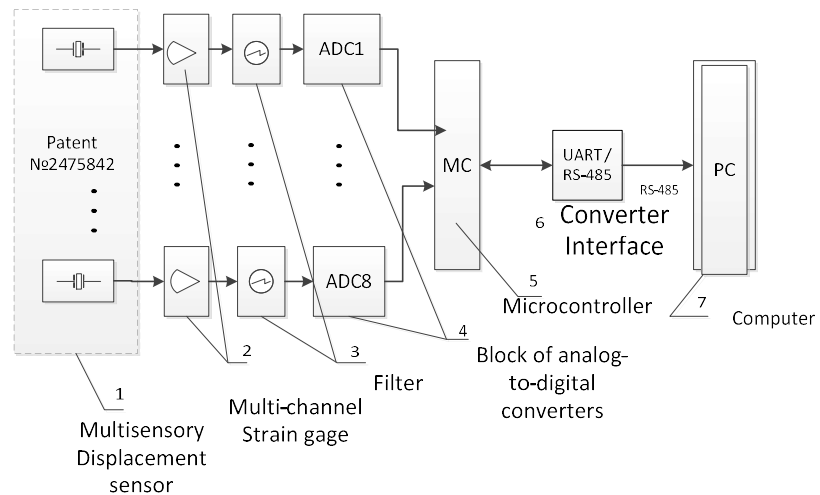 ADC1
Patent
№2475842
MC
UART/
RS-485
RS-485
PC
6
Converter
Interface
ADC8
5
Microcontroller
7
Computer
1
Multisensory
Displacement
sensor
2
Multi-channel
Strain gage
3
Filter
4
Block of analog-
to-digital
converters